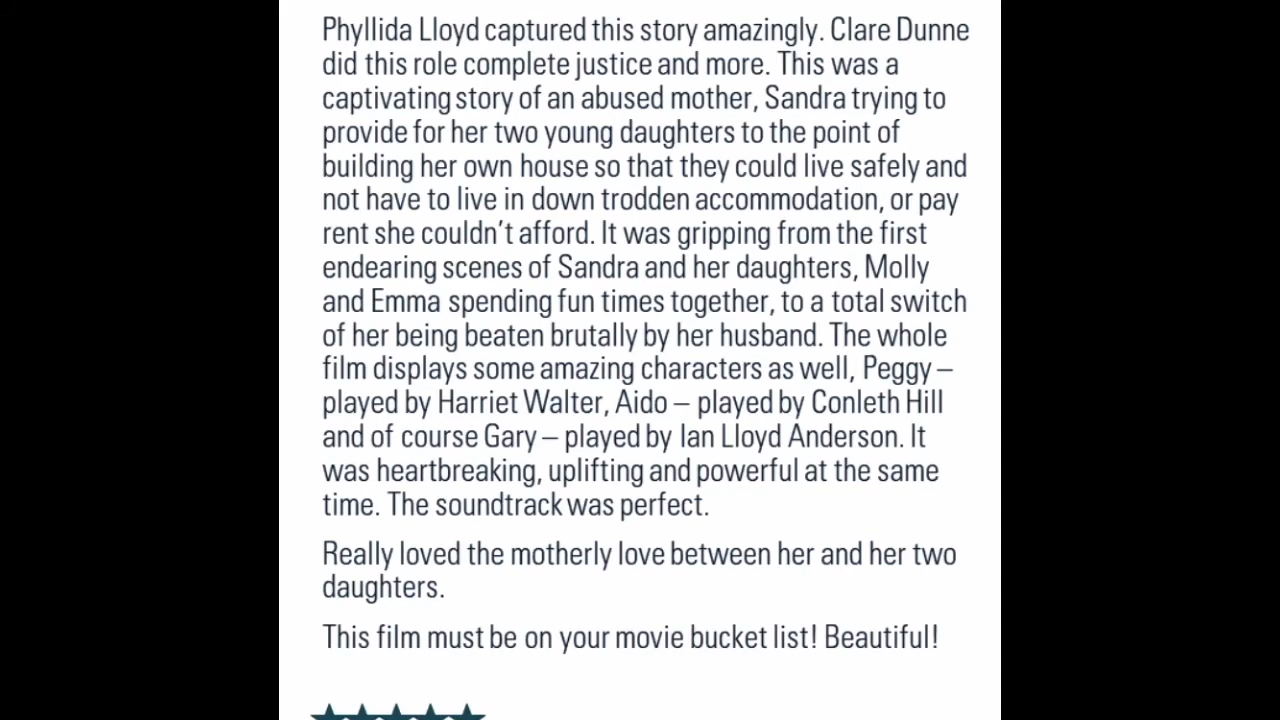 Phyllida Lloyd captured this story amazingly. Clare Dunne
did this role complete justice and more. This was a
captivating story of an abused mother, Sandra trying to
provide for her two young daughters to the point of
building her own house so that they could live safely and
not have to live in down trodden accommodation, or pay
rent she couldn’t afford. It was gripping from the first
endearing scenes of Sandra and her daughters, Molly
and Emma spending fun times together, to a total switch
of her being beaten brutally by her husband. The whole
film displays some amazing characters as well, Peggy –
played by Harriet Walter, Aido – played by Conleth Hill
and of course Gary – played by Ian Lloyd Anderson. It
was heartbreaking, uplifting and powerful at the same
time. The soundtrack was perfect.
Really loved the motherly love between her and her two
daughters.
This film must be on your movie bucket list! Beautiful!